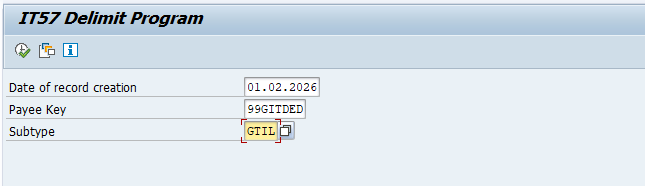 IT57 Delimit Program
Date of record creation 01.02.2026
Payee Key 99GITDED
Subtype GTIL